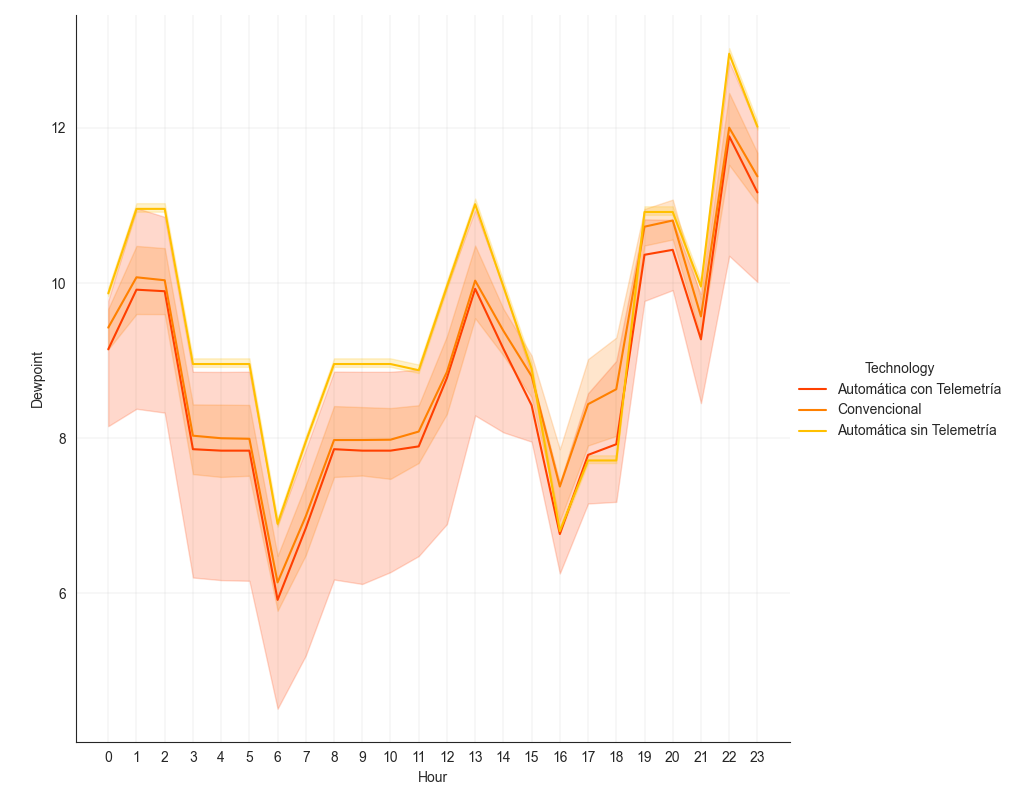 12
10
8
6
Dewpoint
0 1 2 3 4 5 6 7 8 9 10 11 12 13 14 15 16 17 18 19 20 21 22 23
Hour
Technology
Automática con Telemetría
Convencional
Automática sin Telemetría